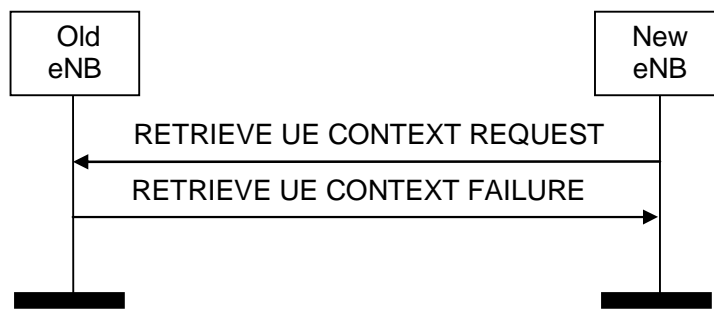 Old
eNB
New
eNB
RETRIEVE UE CONTEXT REQUEST
RETRIEVE UE CONTEXT FAILURE